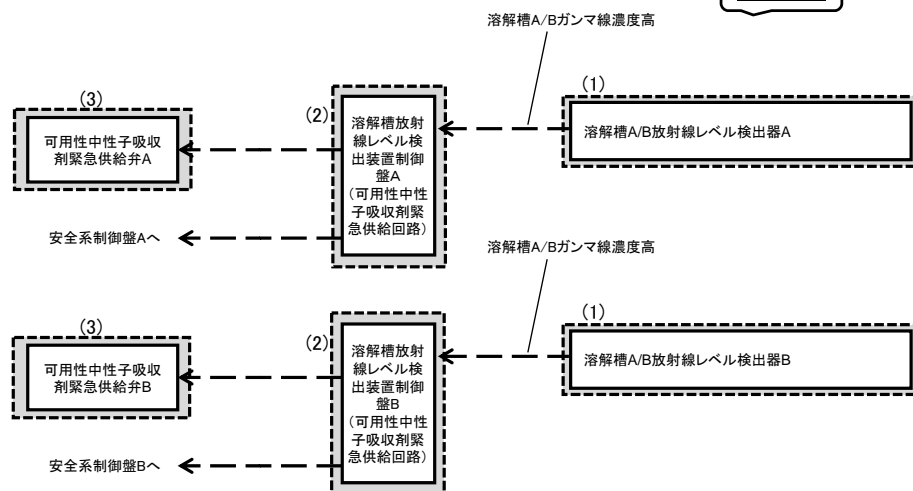 溶解槽A/Bガンマ線濃度高
(1)
溶解槽A/B放射線レベル検出器A
(2)
溶解槽放射
線レベル検
出装置制御
盤A
(可用性中性
子吸収剤緊
急供給回路)
(3)
可用性中性子吸収
剤緊急供給弁A
安全系制御盤Aへ
溶解槽A/Bガンマ線濃度高
(1)
溶解槽A/B放射線レベル検出器B
(2)
溶解槽放射
線レベル検
出装置制御
盤B
(可用性中性
子吸収剤緊
急供給回路)
(3)
可用性中性子吸収
剤緊急供給弁B
安全系制御盤Bへ